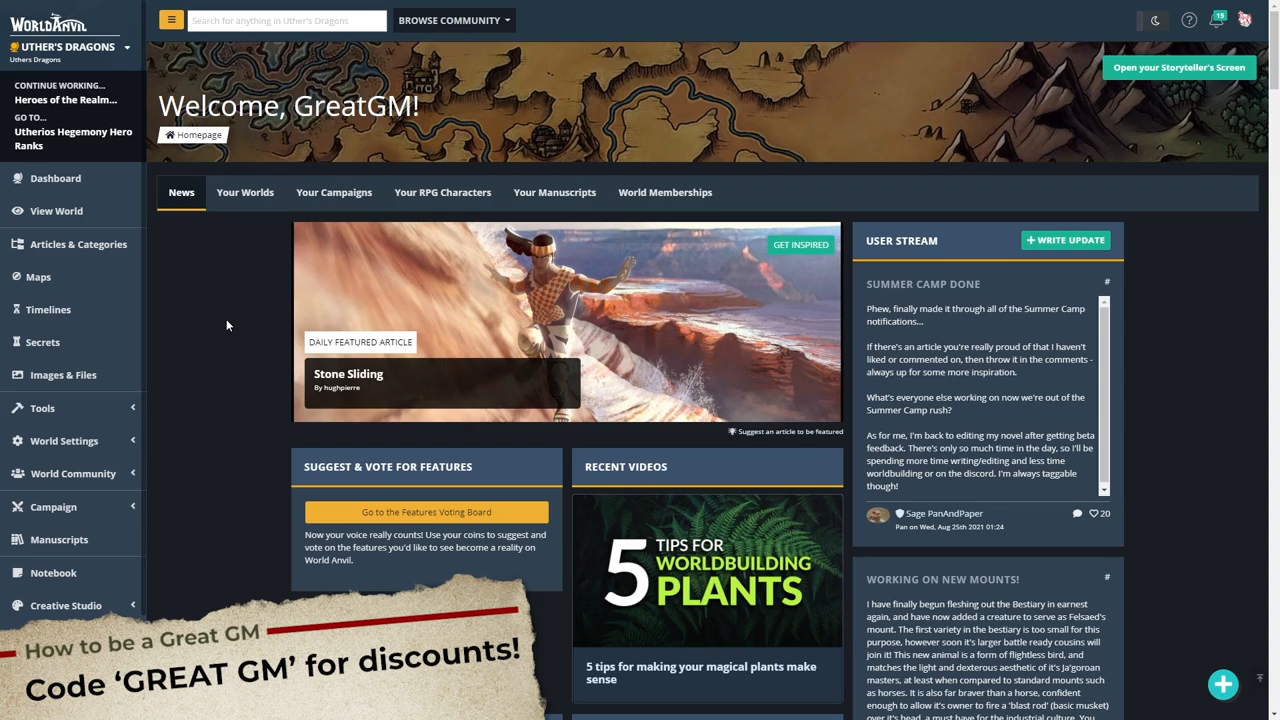 WORLDANVIL
UTHER'S DRAGONS
Uthers Dragons
CONTINUE WORKING...
Heroes of the Realm...
GO TO...
Utherios Hegemony Hero
Ranks
Dashboard
View World
Articles & Categories
Maps
Timelines
Secrets
Images & Files
Tools
World Settings
World Community
Campaign
Manuscripts
Notebook
Creative Studio
Search for anything in Uther's Dragons
BROWSE COMMUNITY
15
Welcome, GreatGM!
Homepage
Open your Storyteller's Screen
News
Your Worlds
Your Campaigns
Your RPG Characters
Your Manuscripts
World Memberships
GET INSPIRED
DAILY FEATURED ARTICLE
Stone Sliding
By hughpierre
Suggest an article to be featured
SUGGEST & VOTE FOR FEATURES
Go to the Features Voting Board
Now your voice really counts! Use your coins to suggest and
vote on the features you'd like to see become a reality on
World Anvil.
RECENT VIDEOS
5 TIPS FOR
WORLDBUILDING
PLANTS
5 tips for making your magical plants make
sense
USER STREAM
+ WRITE UPDATE
SUMMER CAMP DONE
#
Phew, finally made it through all of the Summer Camp
notifications...
If there's an article you're really proud of that I haven't
liked or commented on, then throw it in the comments -
always up for some more inspiration.
What's everyone else working on now we're out of the
Summer Camp rush?
As for me, I'm back to editing my novel after getting beta
feedback. There's only so much time in the day, so I'll be
spending more time writing/editing and less time
worldbuilding or on the discord. I'm always taggable
though!
Sage PanAndPaper
20
Pan on Wed, Aug 25th 2021 01:24
WORKING ON NEW MOUNTS!
#
I have finally begun fleshing out the Bestiary in earnest
again, and have now added a creature to serve as Felsaed's
mount. The first variety in the bestiary is too small for this
purpose, however soon it's larger battle ready cousins will
join it! This new animal is a form of flightless bird, and
matches the light and dexterous aesthetic of it's Ja'goroan
masters, at least when compared to standard mounts such
as horses. It is also far braver than a horse, confident
enough to allow it's owner to fire a 'blast rod' (basic musket)
over it's head, a must have for the industrial culture. You
How to be a Great GM
Code ‘GREAT GM’ for discounts!